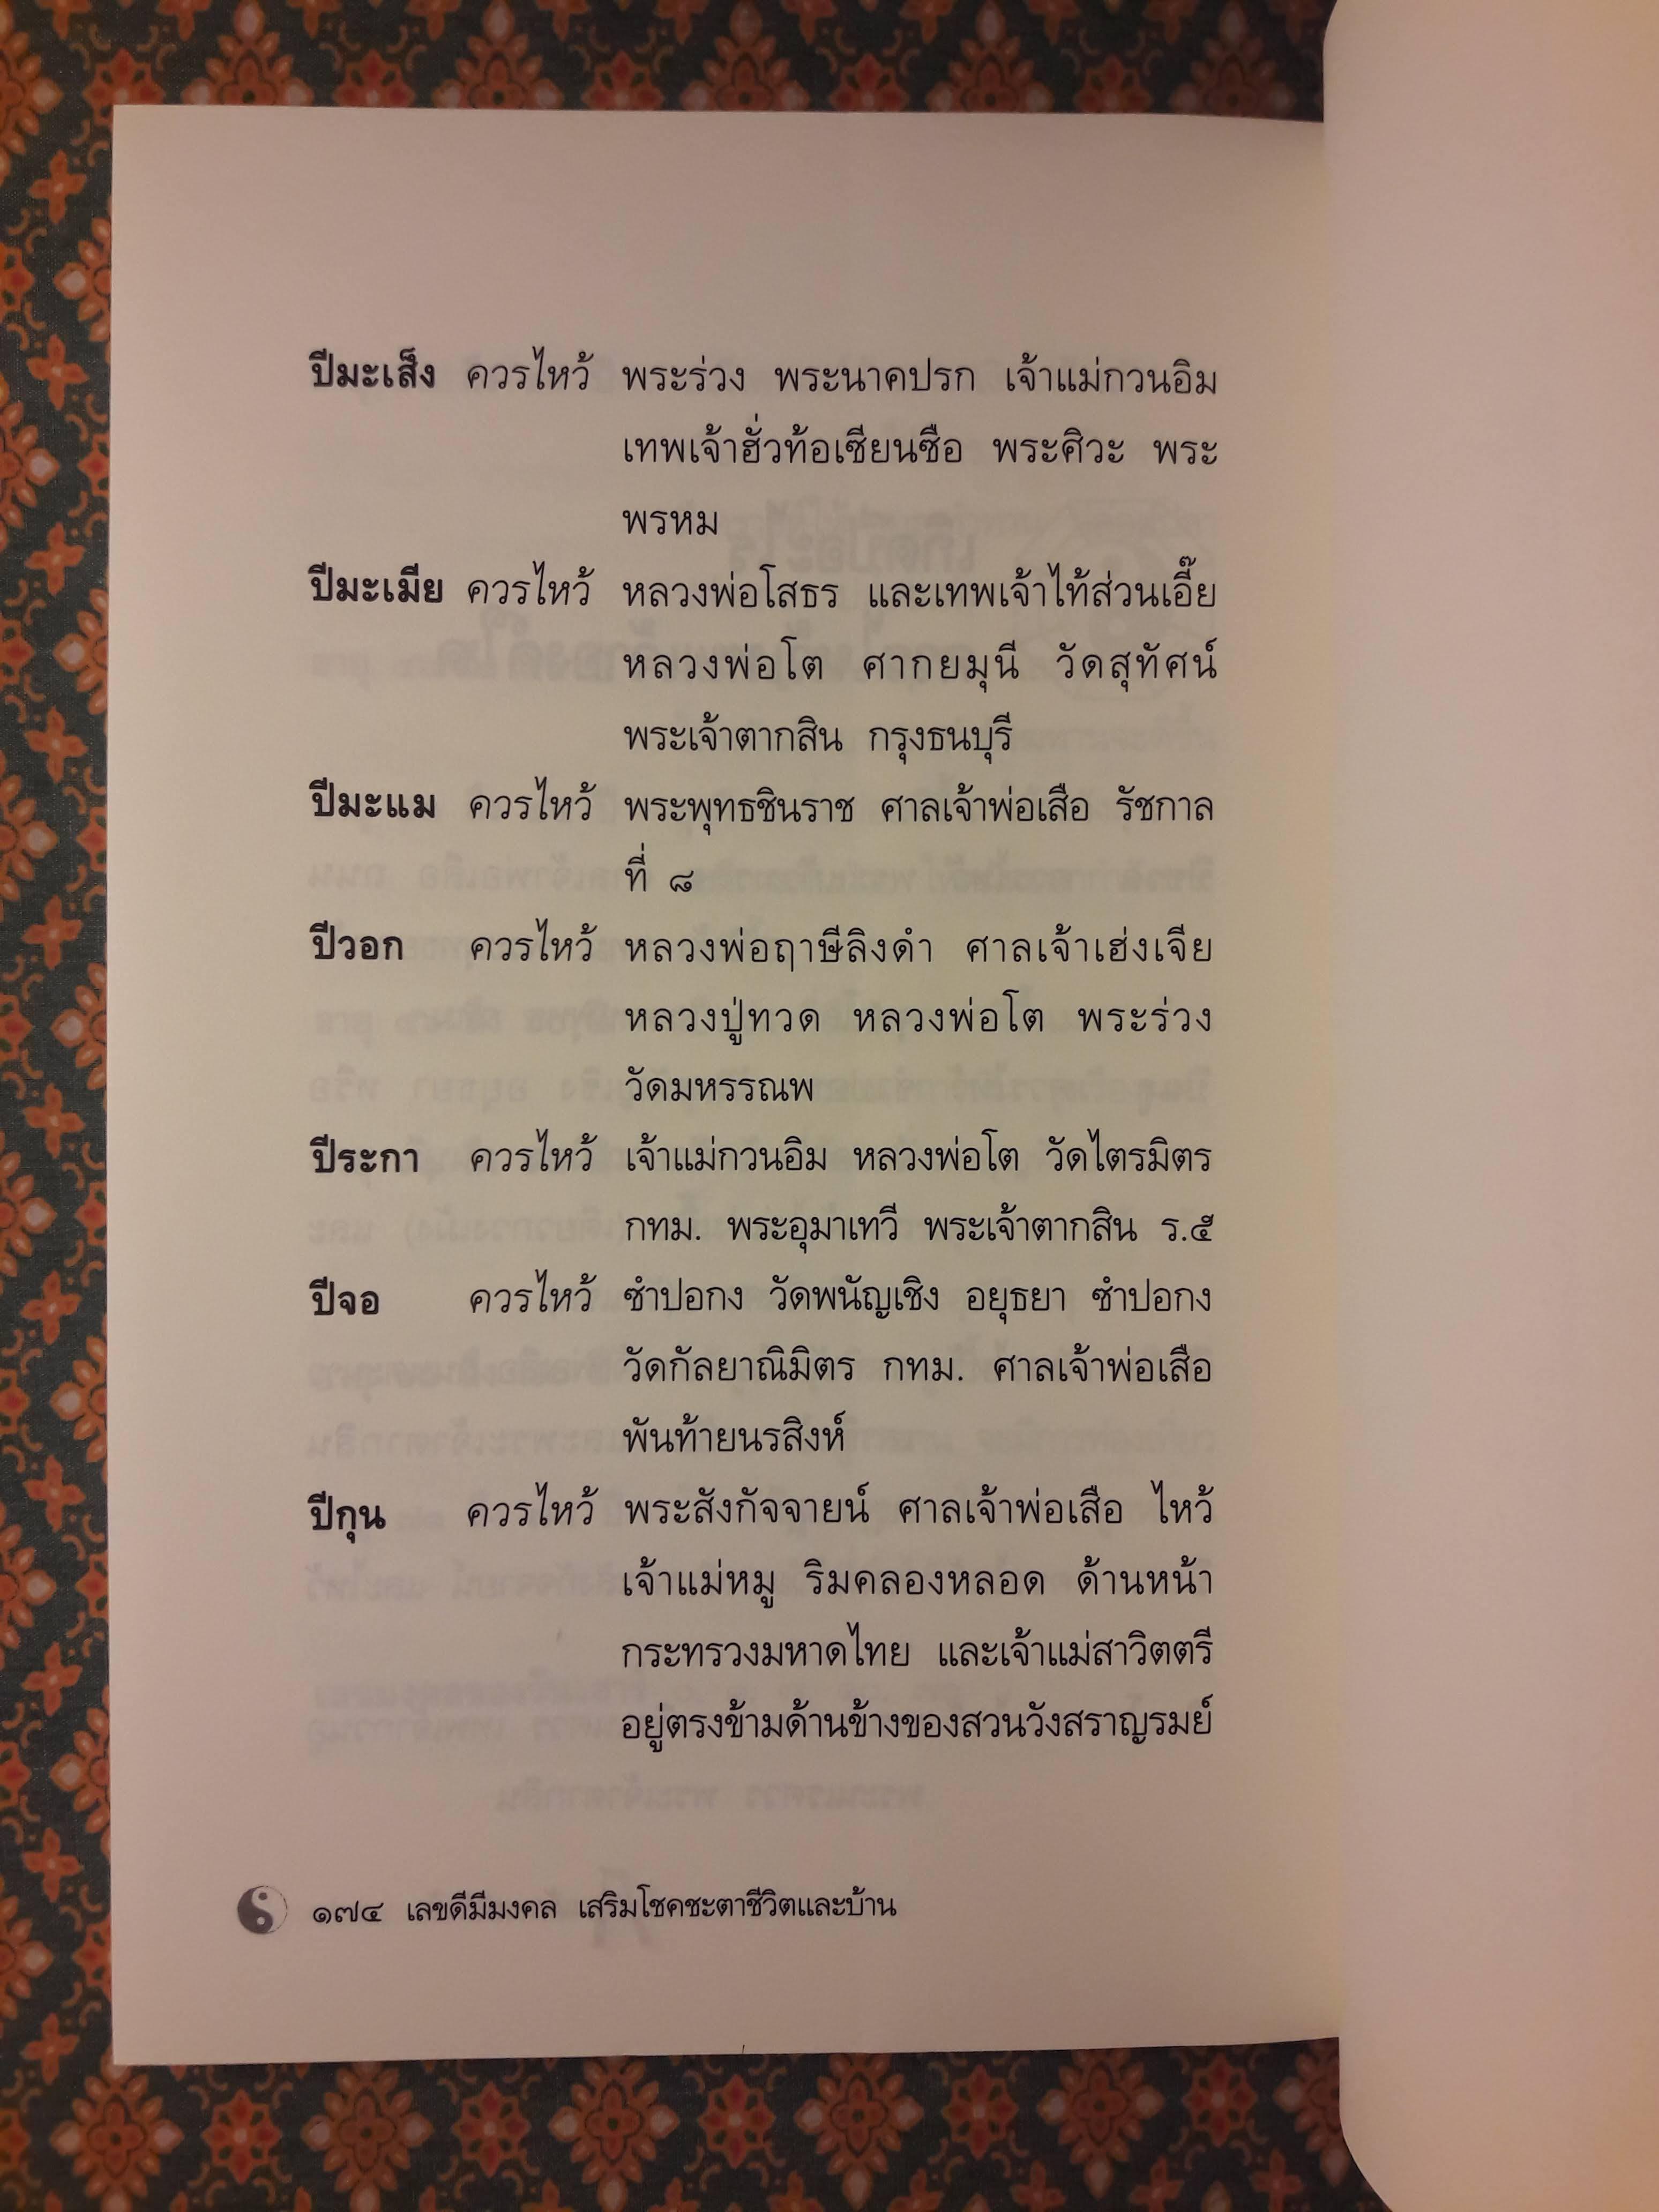 ปีมะเส็ง ควรไหว้ พระร่วง พระนาคปรก เจ้าแม่กวนอิม
เทพเจ้าฮั่วท้อเซียนซือ พระศิวะ พระ
พรหม
ปีมะเมีย ควรไหว้ หลวงพ่อโสธร และเทพเจ้าไท้ส่วนเอี๊ย
หลวงพ่อโต ศากยมุนี วัดสุทัศน์
พระเจ้าตากสิน กรุงธนบุรี
ปีมะแม ควรไหว้ พระพุทธชินราช ศาลเจ้าพ่อเสือ รัชกาล
ที่ ๘
ปีวอก ควรไหว้ หลวงพ่อฤาษีลิงดำ ศาลเจ้าเฮ่งเจีย
หลวงปู่ทวด หลวงพ่อโต พระร่วง
วัดมหรรณพ
ปีระกา ควรไหว้ เจ้าแม่กวนอิม หลวงพ่อโต วัดไตรมิตร
กทม. พระอุมาเทวี พระเจ้าตากสิน ร.๕
ปีจอ ควรไหว้ ซำปอกง วัดพนัญเชิง อยุธยา ซำปอกง
วัดกัลยาณิมิตร กทม. ศาลเจ้าพ่อเสือ
พันท้ายนรสิงห์
ปีกุน ควรไหว้ พระสังกัจจายน์ ศาลเจ้าพ่อเสือ ไหว้
เจ้าแม่หมู ริมคลองหลอด ด้านหน้า
กระทรวงมหาดไทย และเจ้าแม่สาวิตตรี
อยู่ตรงข้ามด้านข้างของสวนวังสราญรมย์
๑๗๔ เลขดีมีมงคล เสริมโชคชะตาชีวิตและบ้าน